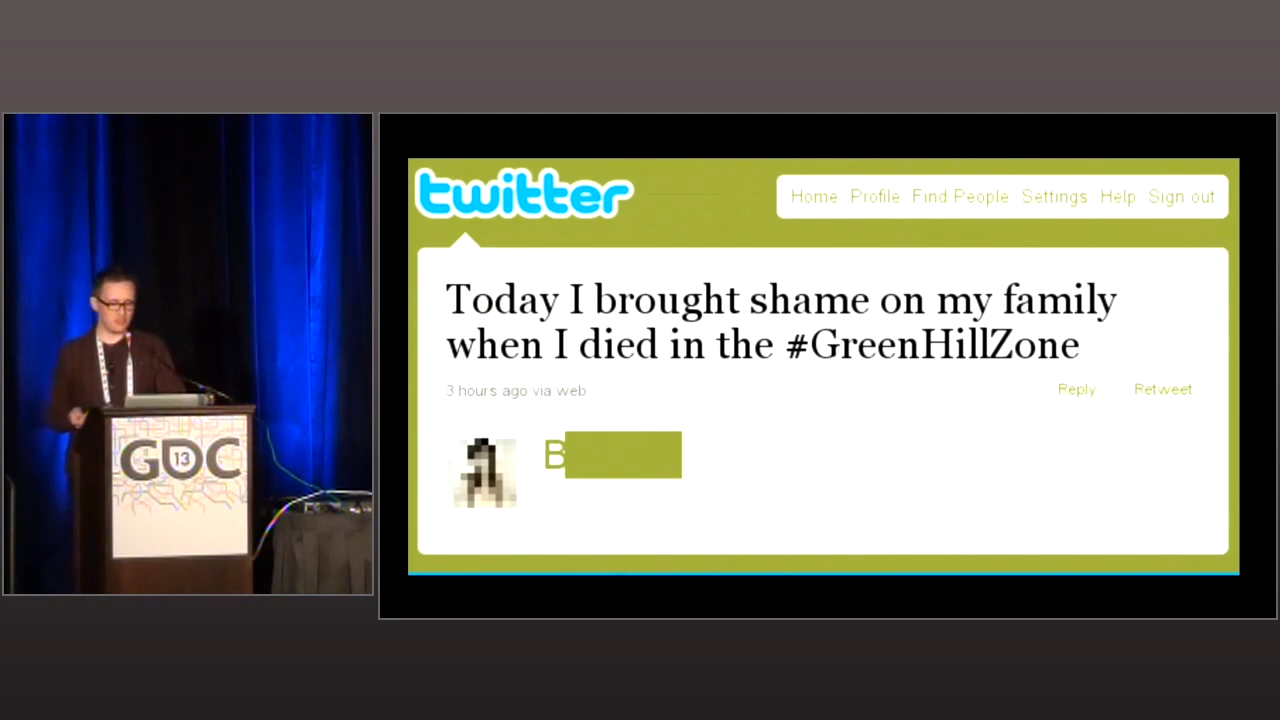 GDC
13
twitter
Home Profile Find People Settings Help Sign out
Today I brought shame on my family
when I died in the #GreenHillZone
3 hours ago via web
Reply Retweet
B